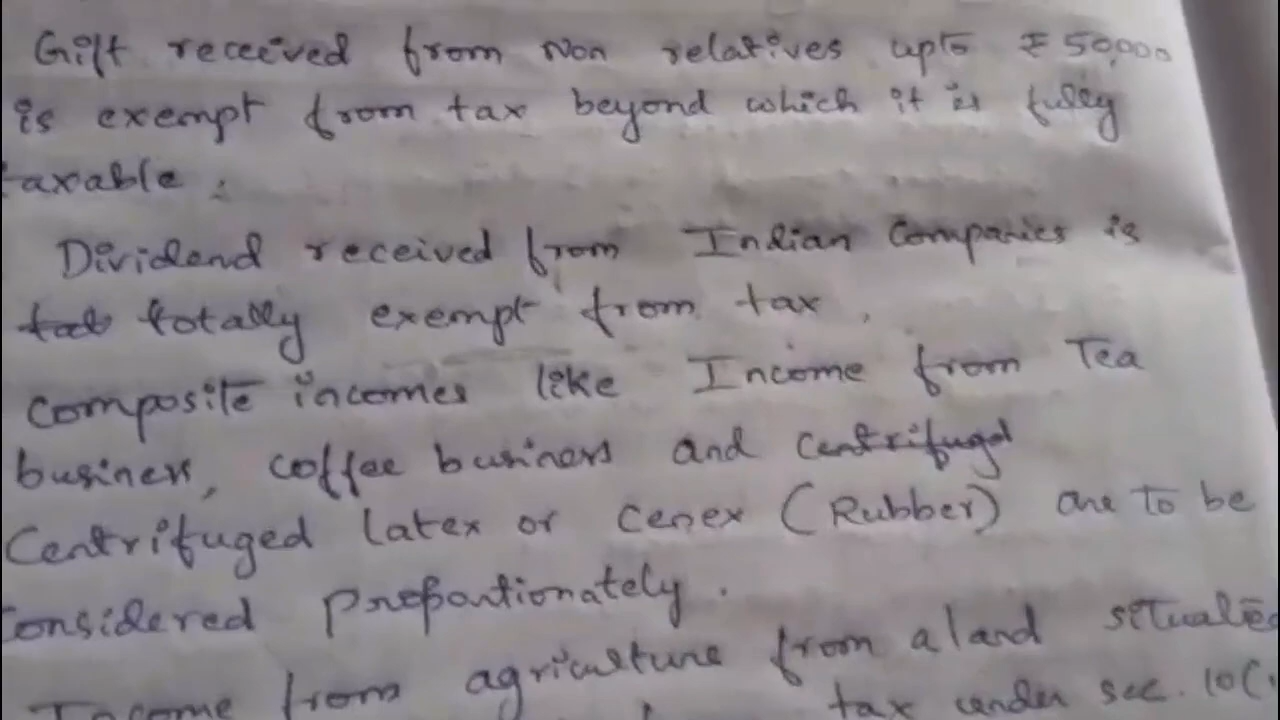 Gift received from Non relatives upto ₹ 50,000
is exempt from tax beyond which it is fully
taxable.
Dividend received from Indian Companies is
tot totally exempt from tax.
Composite incomes like Income from Tea
business, coffee business and Centrifugal
Centrifuged latex or cenex (Rubber) are to be
Considered proportionately.
Income from agriculture from a land situated
tax under sec. 10(